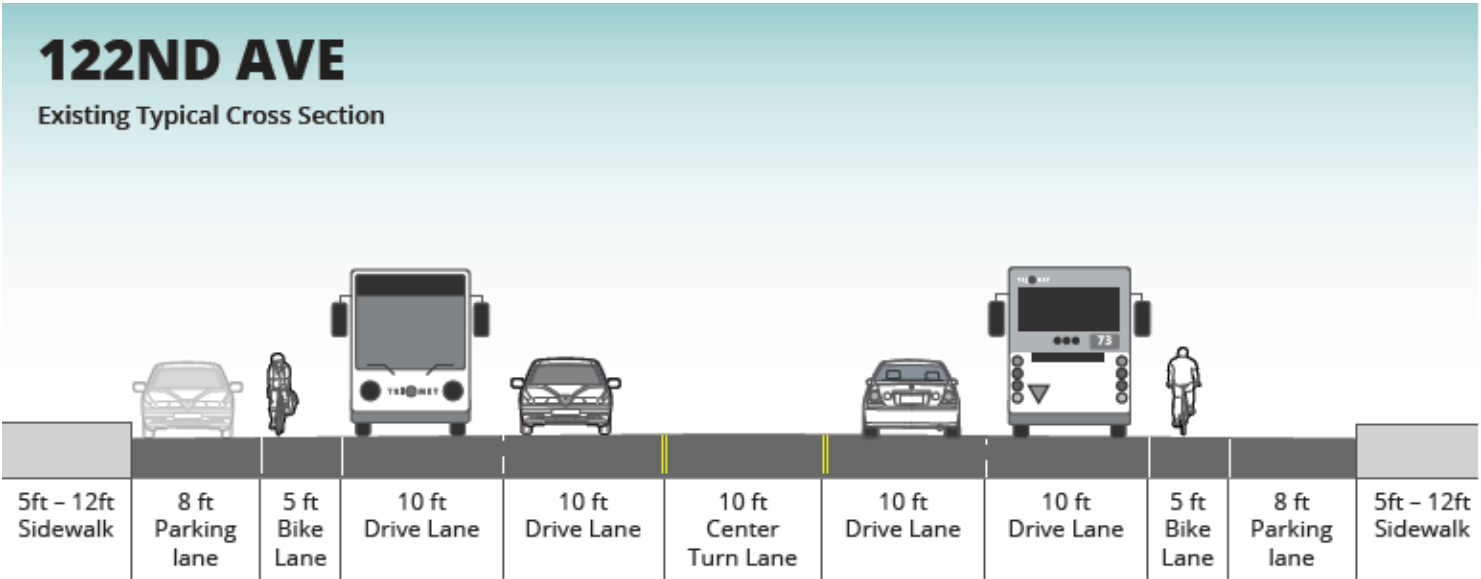 122ND AVE
Existing Typical Cross Section
TRIMET
73
TRIMET
5ft – 12ft
Sidewalk
8 ft
Parking
lane
5 ft
Bike
Lane
10 ft
Drive Lane
10 ft
Drive Lane
10 ft
Center
Turn Lane
10 ft
Drive Lane
10 ft
Drive Lane
5 ft
Bike
Lane
8 ft
Parking
lane
5ft – 12ft
Sidewalk